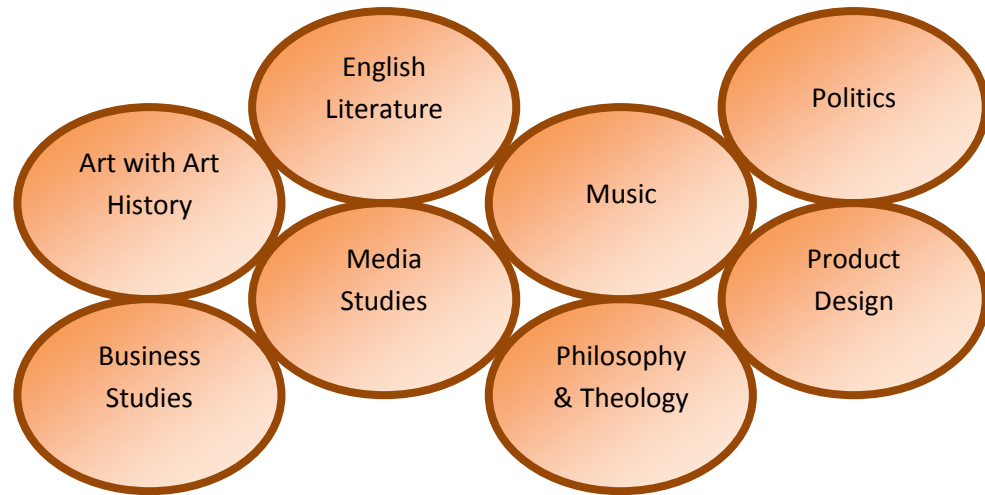 English
Literature
Politics
Art with Art
History
Music
Media
Studies
Product
Design
Business
Studies
Philosophy
& Theology